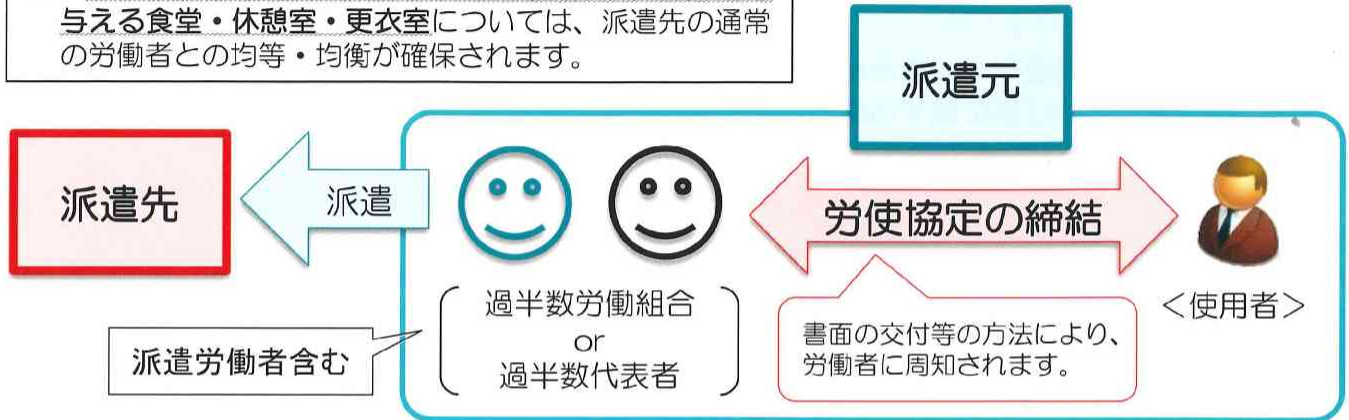 与える食堂・休憩室・更衣室については、派遣先の通常
の労働者との均等・均衡が確保されます。
派遣元
派遣先
派遣
労使協定の締結
過半数労働組合
or
過半数代表者
＜使用者＞
書面の交付等の方法により、
労働者に周知されます。
派遣労働者含む